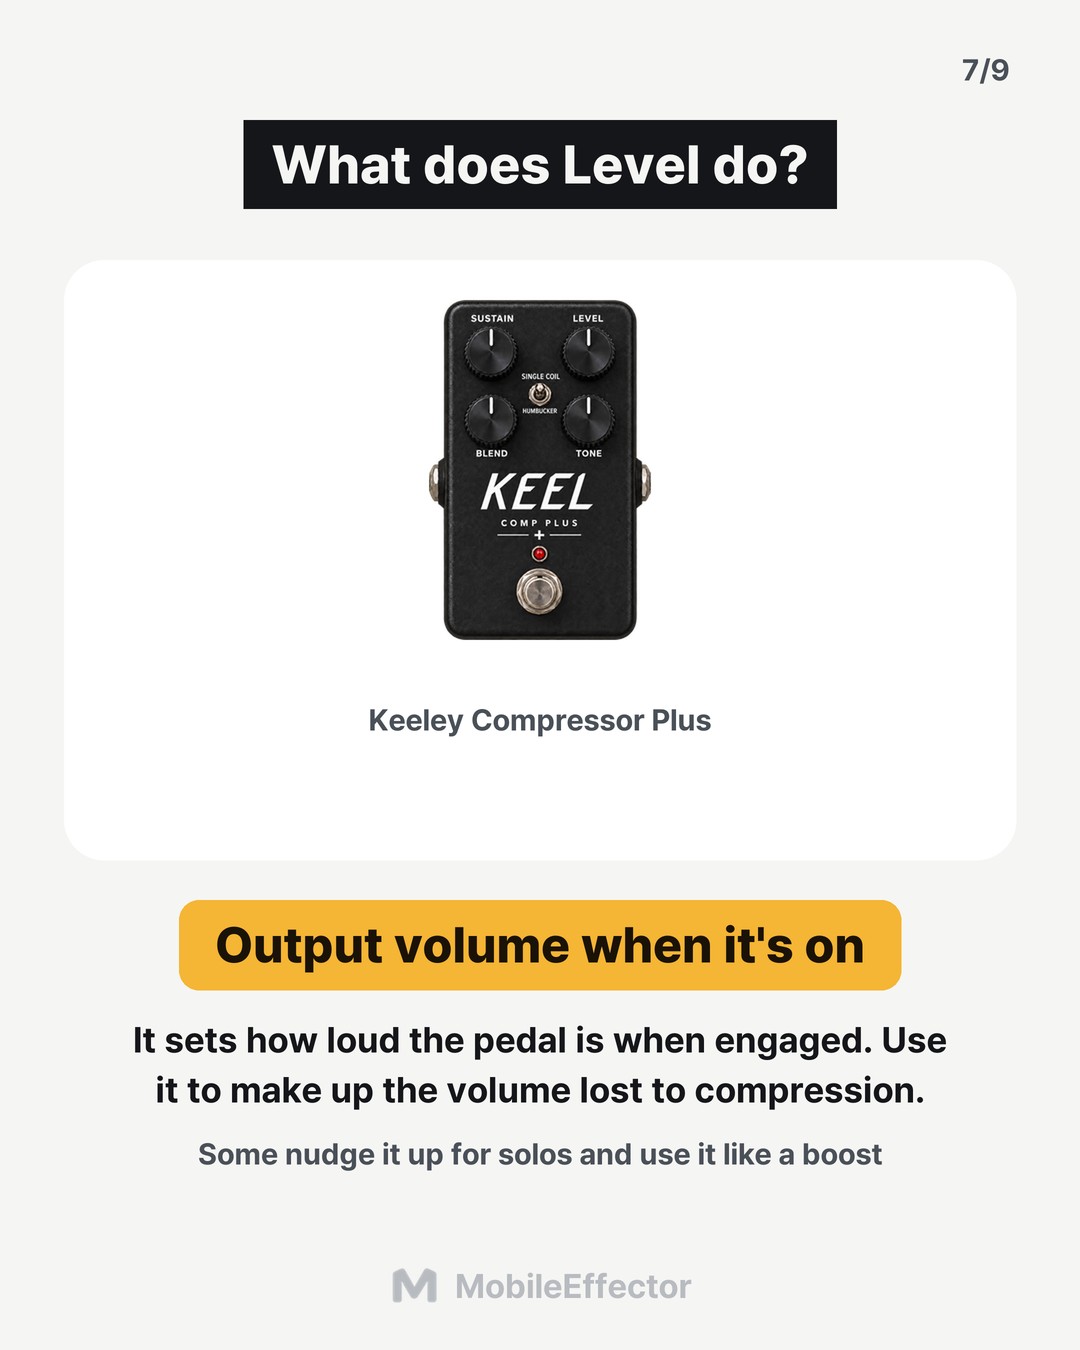 7/9
What does Level do?
SUSTAIN LEVEL
SINGLE COIL
HUMBUCKER
BLEND TONE
KEEL
COMP PLUS
+
Keeley Compressor Plus
Output volume when it's on
It sets how loud the pedal is when engaged. Use
it to make up the volume lost to compression.
Some nudge it up for solos and use it like a boost
M MobileEffector